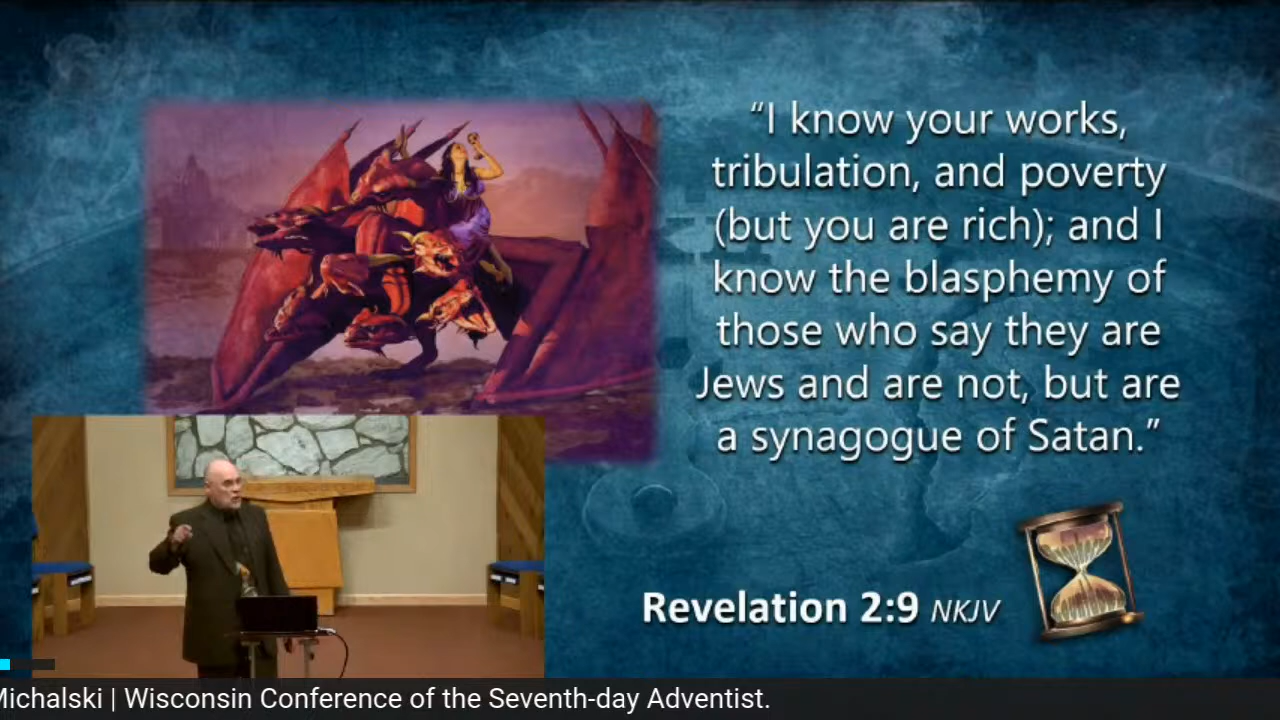 “I know your works,
tribulation, and poverty
(but you are rich); and I
know the blasphemy of
those who say they are
Jews and are not, but are
a synagogue of Satan.”
Revelation 2:9 NKJV
Michalski | Wisconsin Conference of the Seventh-day Adventist.